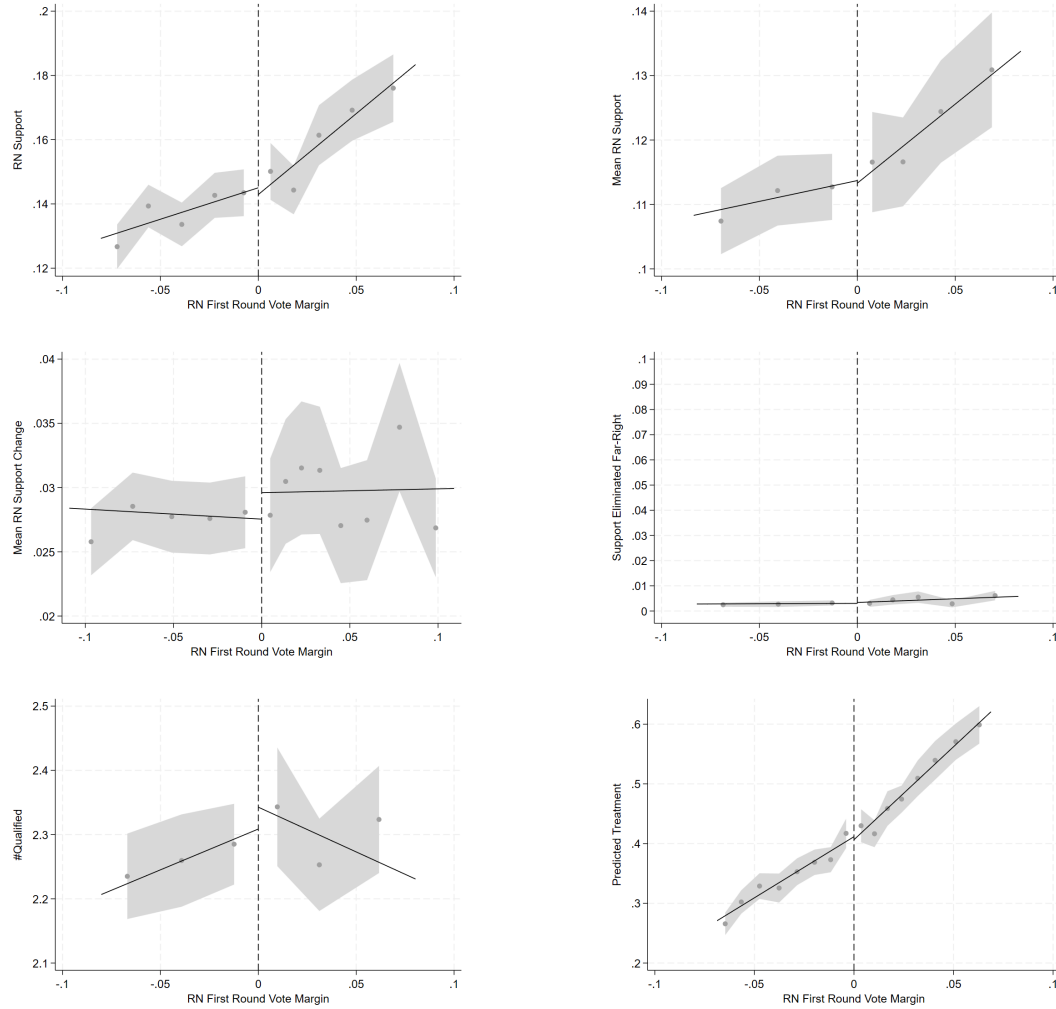 RN Support
.2
.18
.16
.14
.12
-.1 -.05 0 .05 .1
RN First Round Vote Margin
Mean RN Support
.14
.13
.12
.11
.1
-.1 -.05 0 .05 .1
RN First Round Vote Margin
Mean RN Support Change
.04
.035
.03
.025
.02
-.1 -.05 0 .05 .1
RN First Round Vote Margin
Support Eliminated Far-Right
.1
.09
.08
.07
.06
.05
.04
.03
.02
.01
0
-.1 -.05 0 .05 .1
RN First Round Vote Margin
#Qualified
2.5
2.4
2.3
2.2
2.1
-.1 -.05 0 .05 .1
RN First Round Vote Margin
Predicted Treatment
.6
.5
.4
.3
.2
-.1 -.05 0 .05 .1
RN First Round Vote Margin